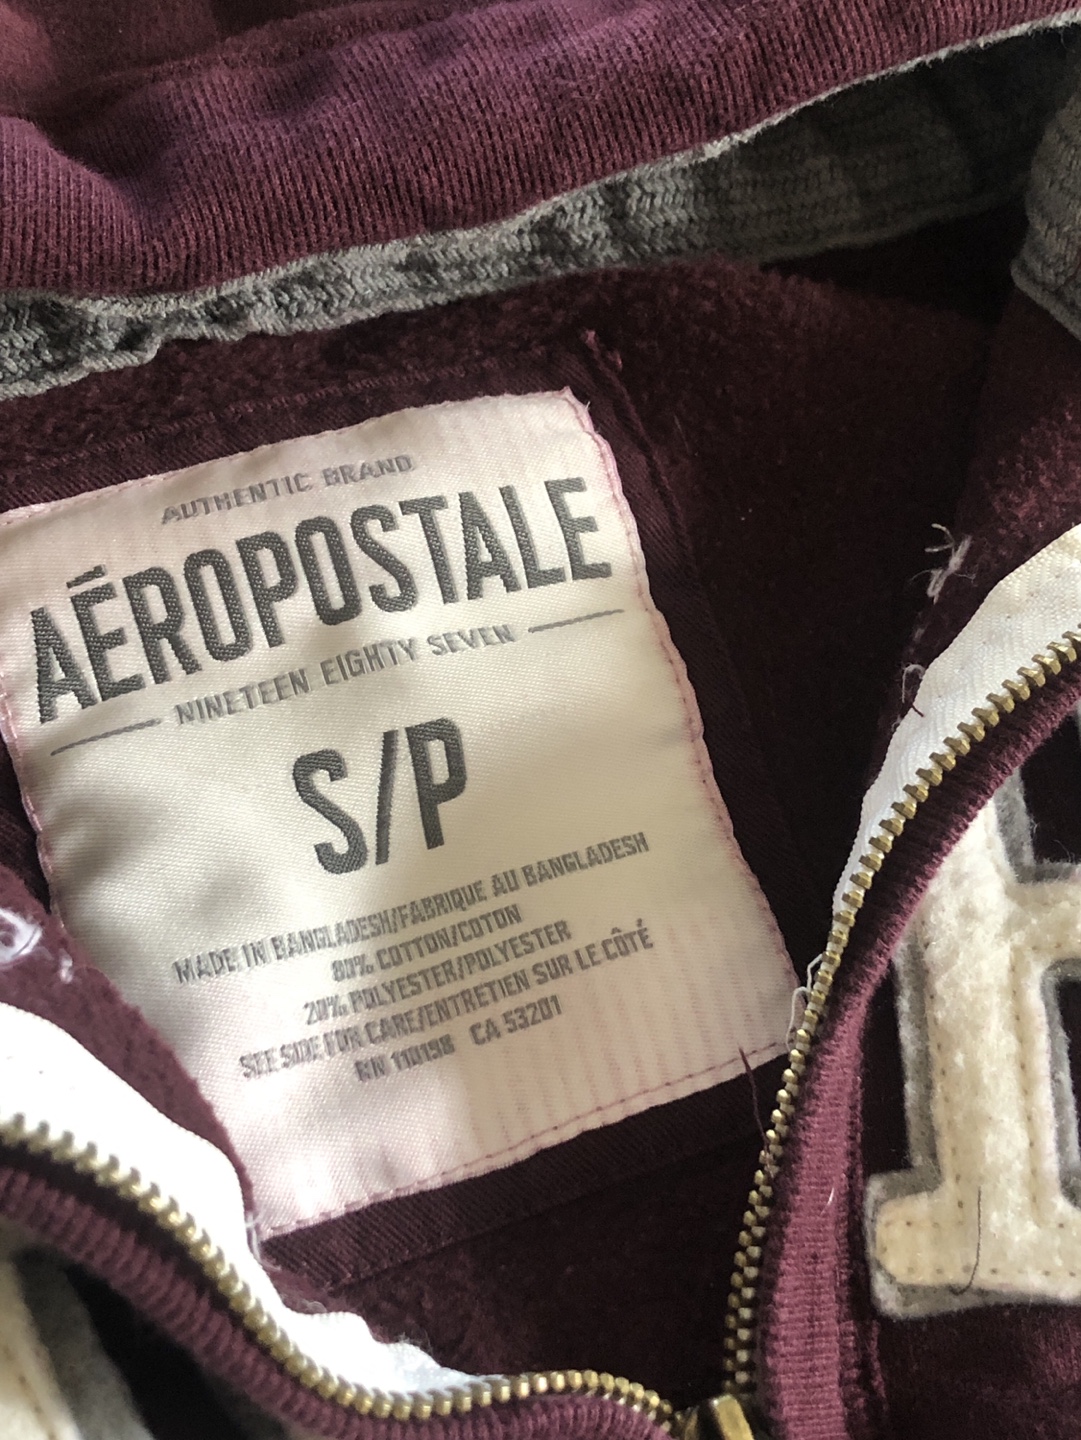 AUTHENTIC BRAND
AÉROPOSTALE
NINETEEN EIGHTY SEVEN
S/P
MADE IN BANGLADESH/FABRIQUE AU BANGLADESH
80% COTTON/COTON
20% POLYESTER/POLYESTER
SEE SIDE FOR CARE/ENTRETIEN SUR LE CÔTÉ
RN 110198 CA 53201